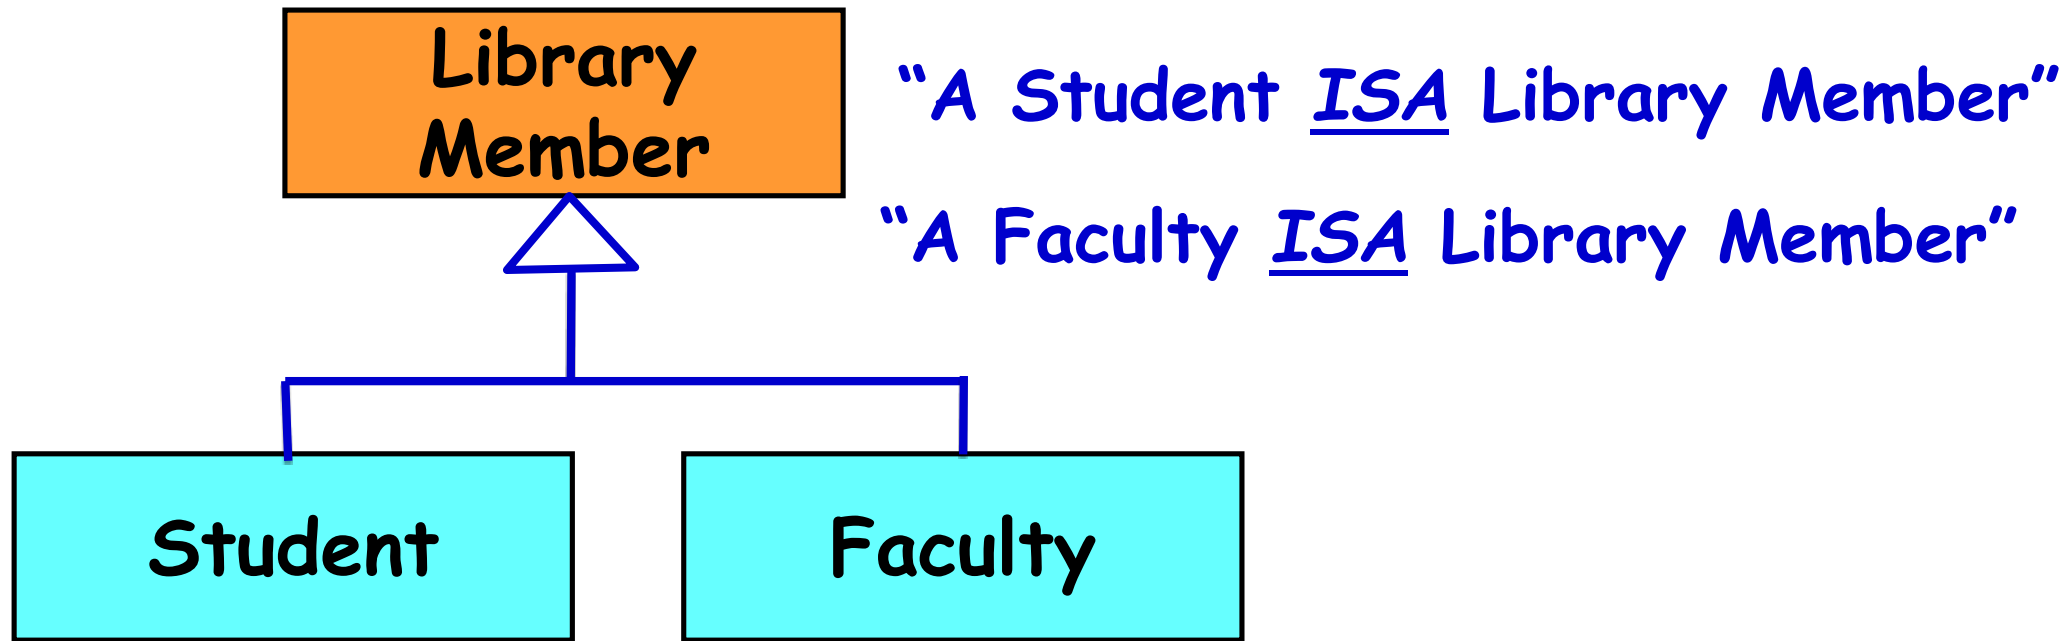 Library
Member
“A Student ISA Library Member”
“A Faculty ISA Library Member”
Student
Faculty